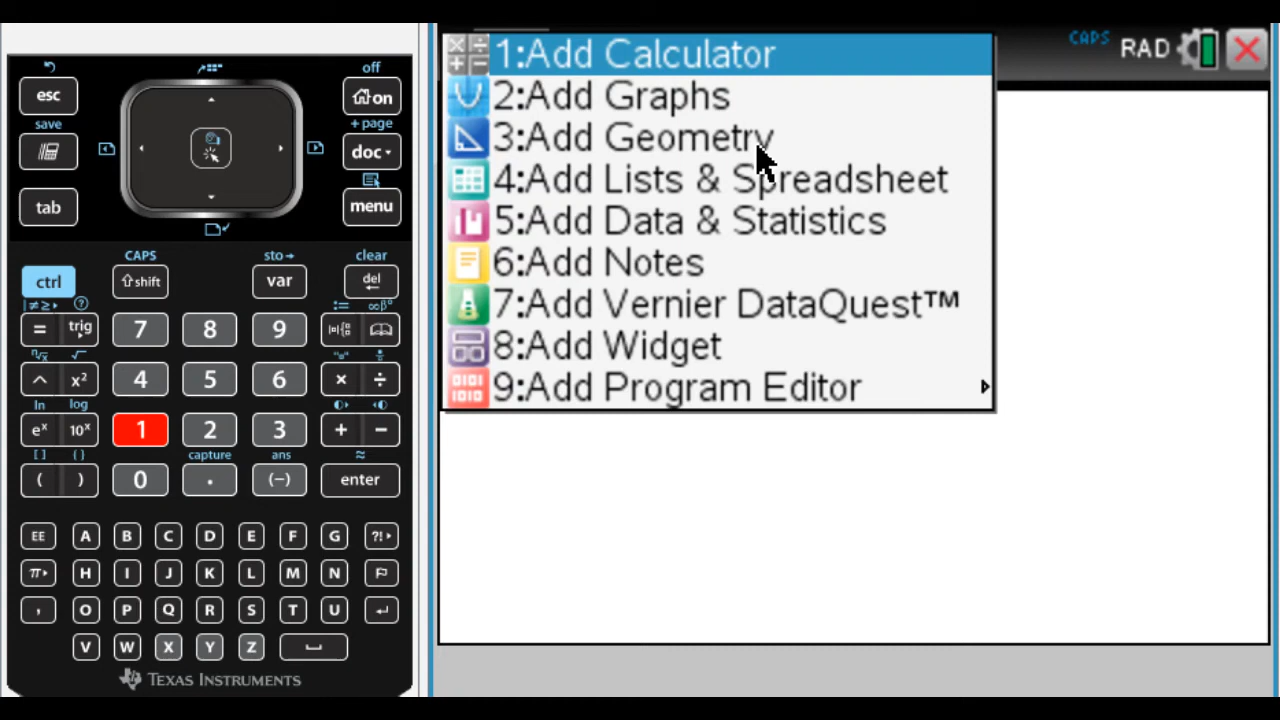 CAPS RAD
1:Add Calculator
2:Add Graphs
3:Add Geometry
4:Add Lists & Spreadsheet
5:Add Data & Statistics
6:Add Notes
7:Add Vernier DataQuest™
8:Add Widget
9:Add Program Editor
off
esc
on
save
+ page
doc
tab
menu
CAPS sto→ clear
ctrl ⇧shift var del
|≠≥▸ ? := ∞β°
= trig 7 8 9
ⁿ√x √
^ x² 4 5 6 × ÷
ln log
eˣ 10ˣ 1 2 3 + −
[ ] { } capture ans ≈
( ) 0 . (−) enter
EE A B C D E F G ?!▸
π▸ H I J K L M N
, O P Q R S T U ↵
V W X Y Z
TEXAS INSTRUMENTS